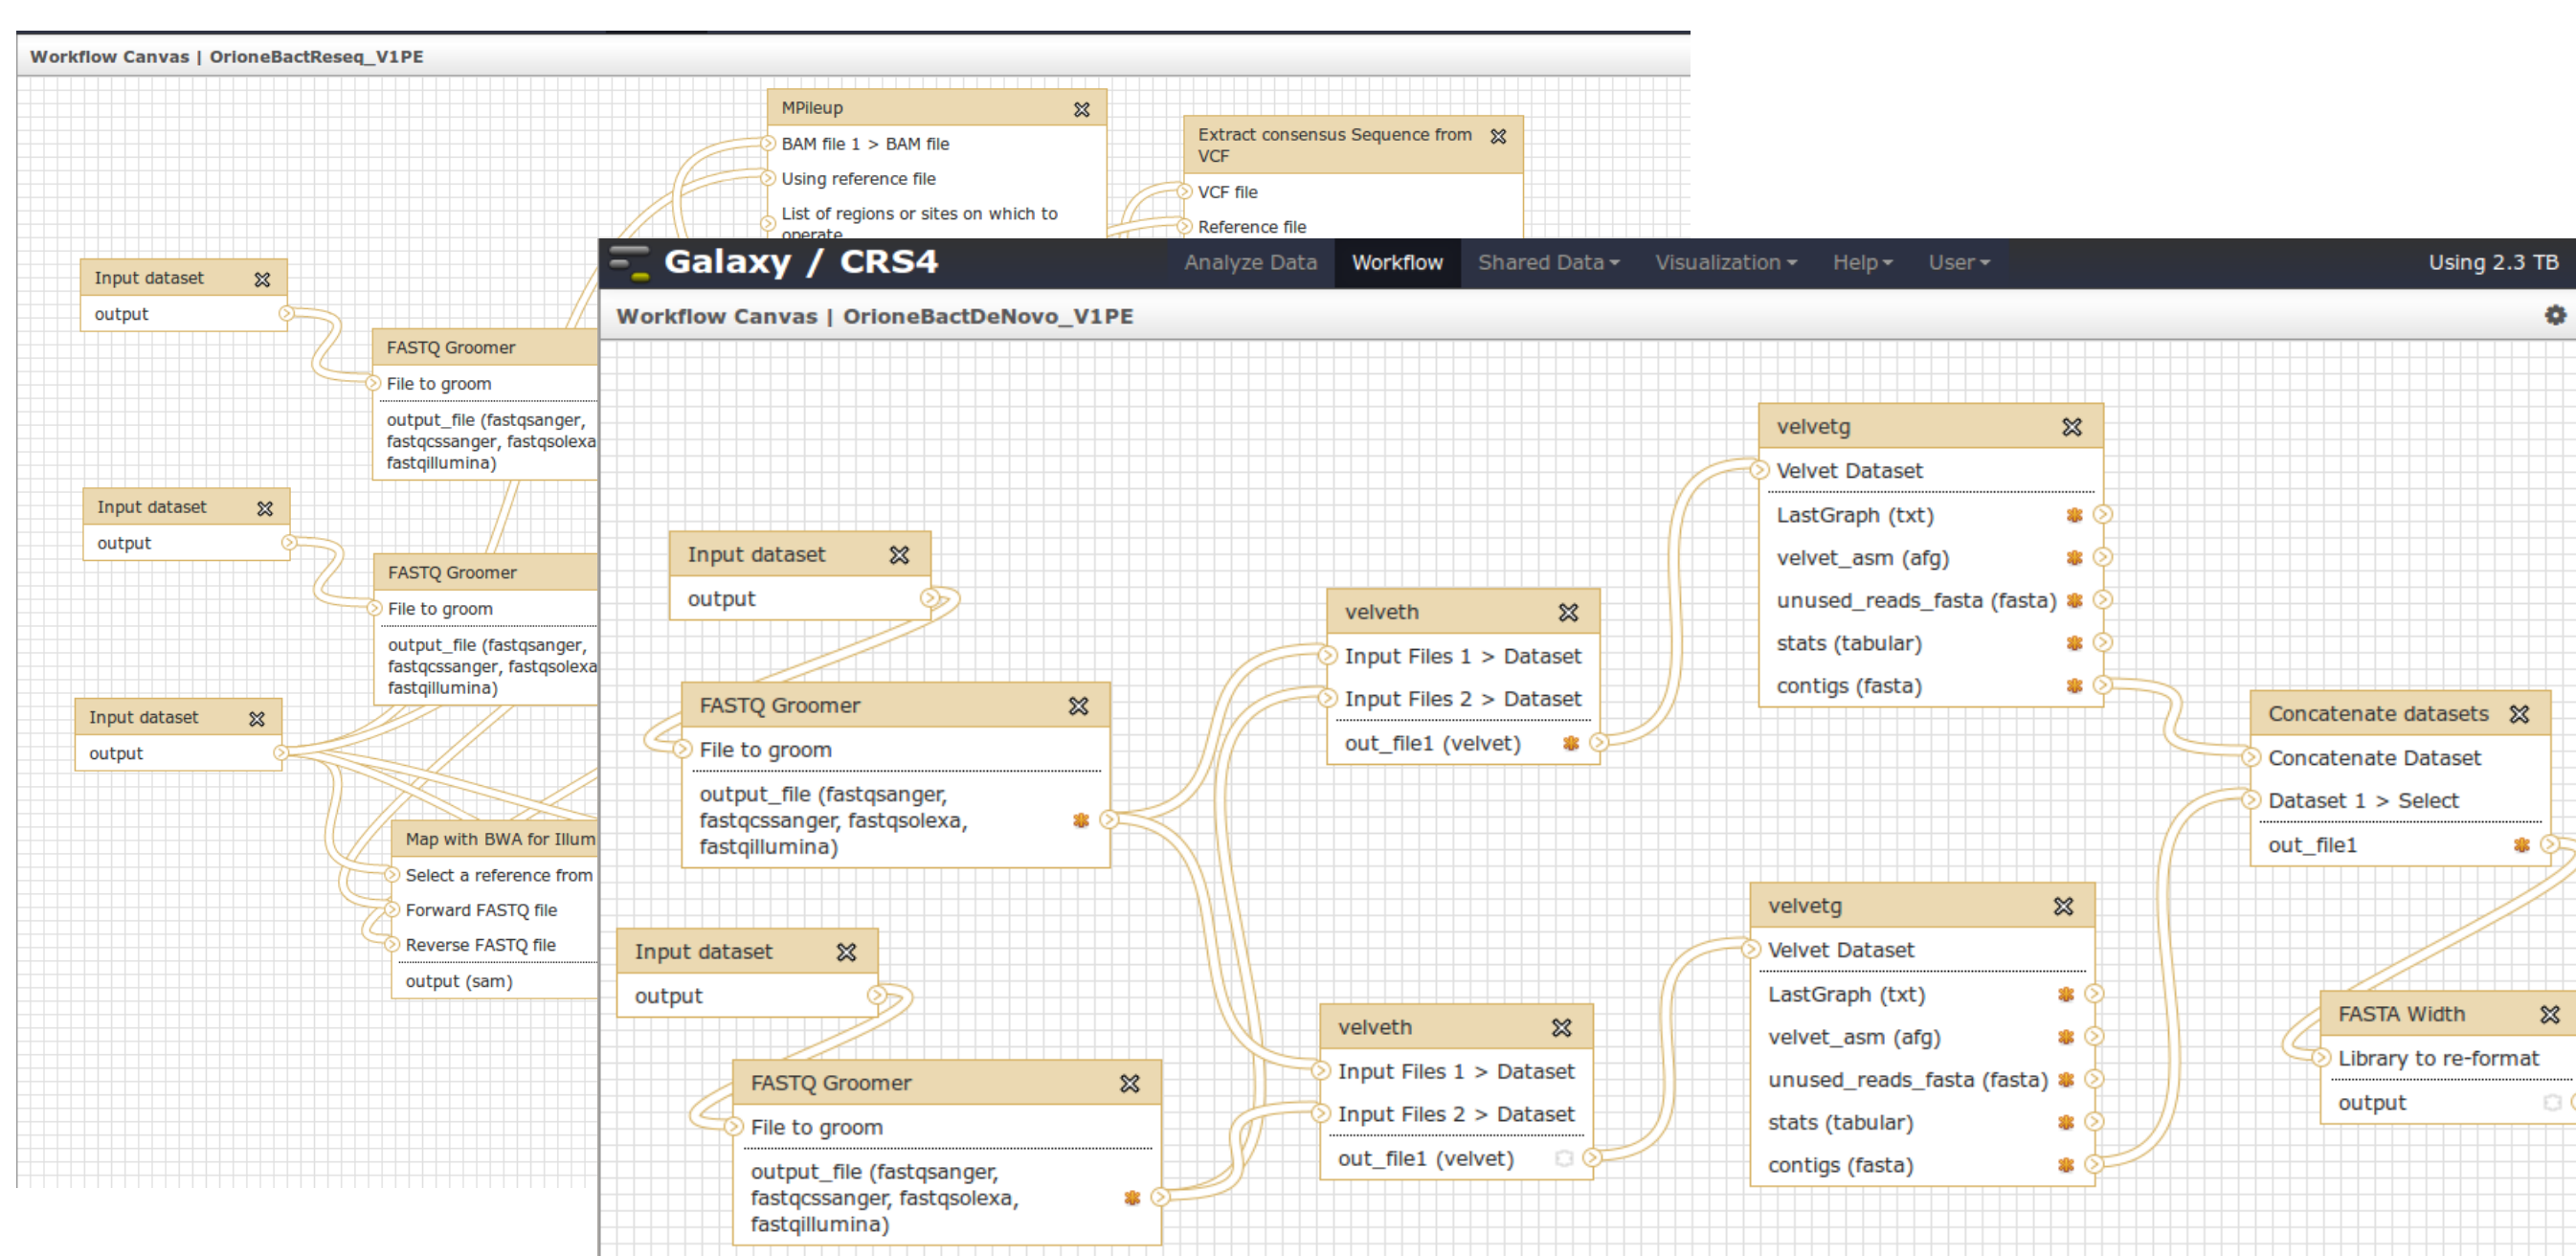 Workflow Canvas | OrioneBactReseq_V1PE
MPileup
BAM file 1 > BAM file
Using reference file
List of regions or sites on which to
operate
Extract consensus Sequence from
VCF
VCF file
Reference file
Input dataset
output
FASTQ Groomer
File to groom
output_file (fastqsanger,
fastqcssanger, fastqsolexa
fastqillumina)
Input dataset
output
FASTQ Groomer
File to groom
output_file (fastqsanger,
fastqcssanger, fastqsolexa
fastqillumina)
Input dataset
output
Map with BWA for Illum
Select a reference from
Forward FASTQ file
Reverse FASTQ file
output (sam)
Galaxy / CRS4
Analyze Data
Workflow
Shared Data
Visualization
Help
User
Using 2.3 TB
Workflow Canvas | OrioneBactDeNovo_V1PE
Input dataset
output
FASTQ Groomer
File to groom
output_file (fastqsanger,
fastqcssanger, fastqsolexa,
fastqillumina)
Input dataset
output
FASTQ Groomer
File to groom
output_file (fastqsanger,
fastqcssanger, fastqsolexa,
fastqillumina)
velveth
Input Files 1 > Dataset
Input Files 2 > Dataset
out_file1 (velvet)
velveth
Input Files 1 > Dataset
Input Files 2 > Dataset
out_file1 (velvet)
velvetg
Velvet Dataset
LastGraph (txt)
velvet_asm (afg)
unused_reads_fasta (fasta)
stats (tabular)
contigs (fasta)
velvetg
Velvet Dataset
LastGraph (txt)
velvet_asm (afg)
unused_reads_fasta (fasta)
stats (tabular)
contigs (fasta)
Concatenate datasets
Concatenate Dataset
Dataset 1 > Select
out_file1
FASTA Width
Library to re-format
output